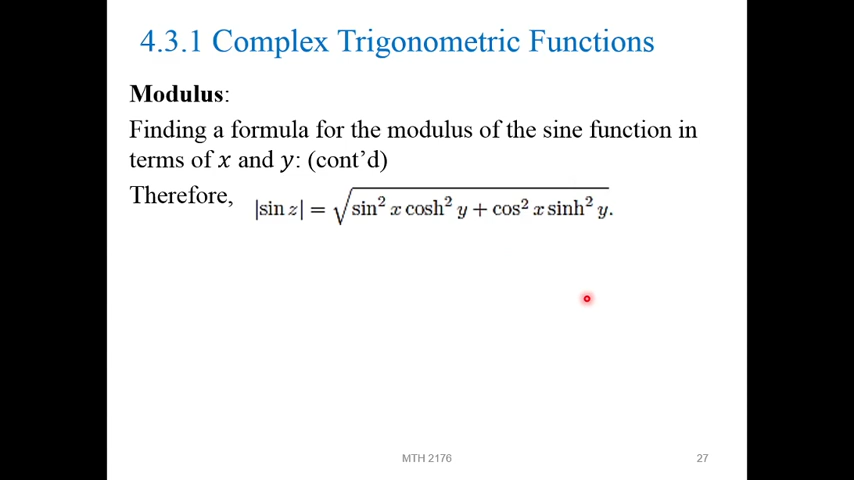 4.3.1 Complex Trigonometric Functions
Modulus:
Finding a formula for the modulus of the sine function in
terms of x and y: (cont’d)
Therefore, |sin z| = √(sin² x cosh² y + cos² x sinh² y).
MTH 2176 27